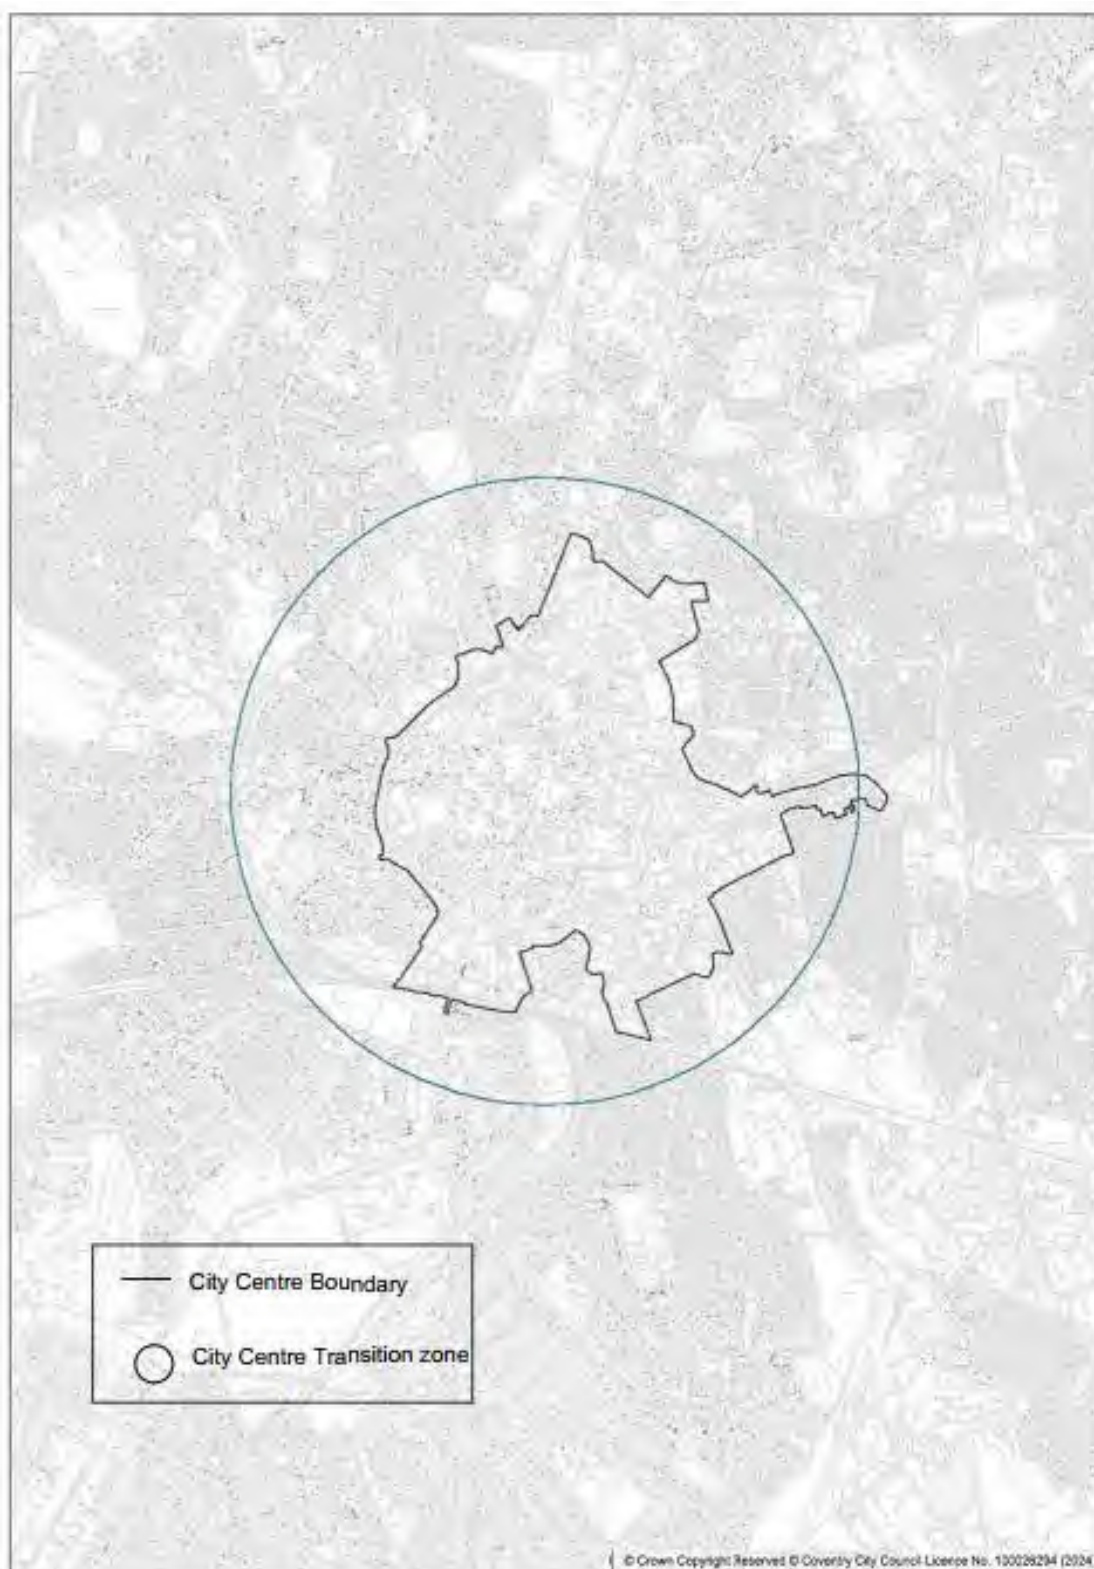 City Centre Boundary
City Centre Transition zone
© Crown Copyright Reserved © Coventry City Council Licence No. 100026294 (2024)